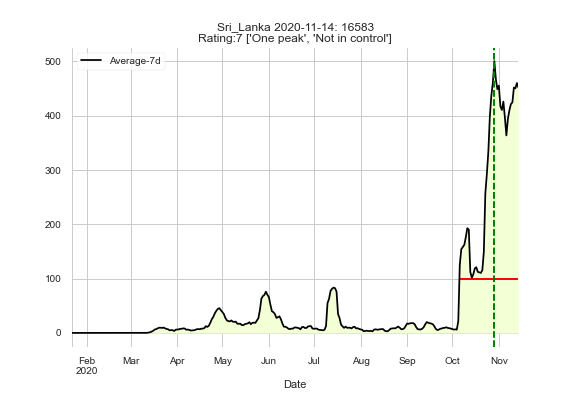 Sri_Lanka 2020-11-14: 16583
Rating:7 ['One peak', 'Not in control']
Average-7d
500
400
300
200
100
0
Feb Mar Apr May Jun Jul Aug Sep Oct Nov
2020
Date